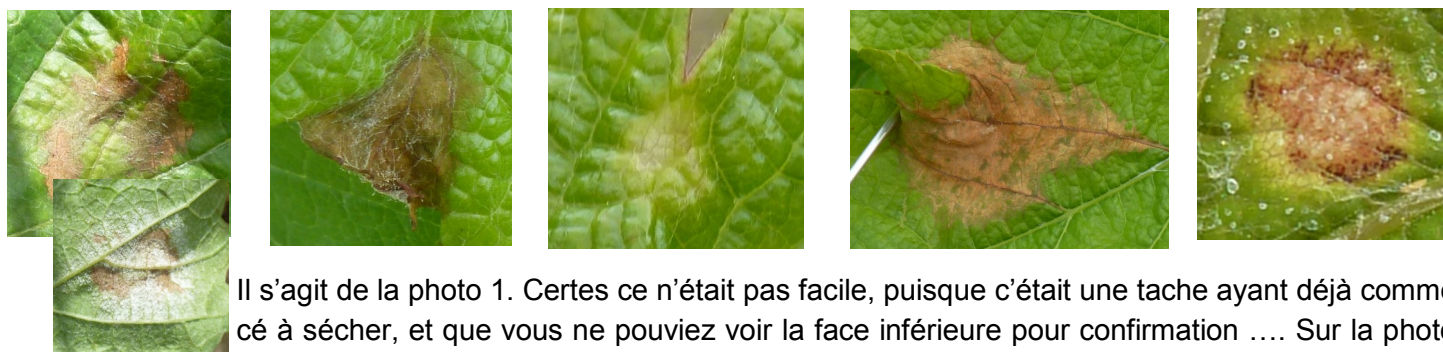 Il s’agit de la photo 1. Certes ce n’était pas facile, puisque c’était une tache ayant déjà comme
cé à sécher, et que vous ne pouviez voir la face inférieure pour confirmation …. Sur la photo